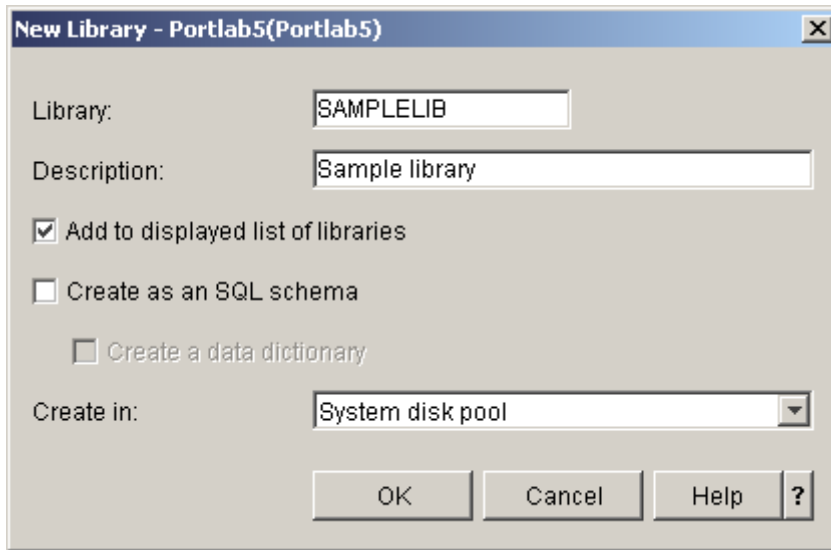 New Library - Portlab5(Portlab5)
Library: SAMPLELIB
Description: Sample library
Add to displayed list of libraries
Create as an SQL schema
Create a data dictionary
Create in: System disk pool
OK Cancel Help ?